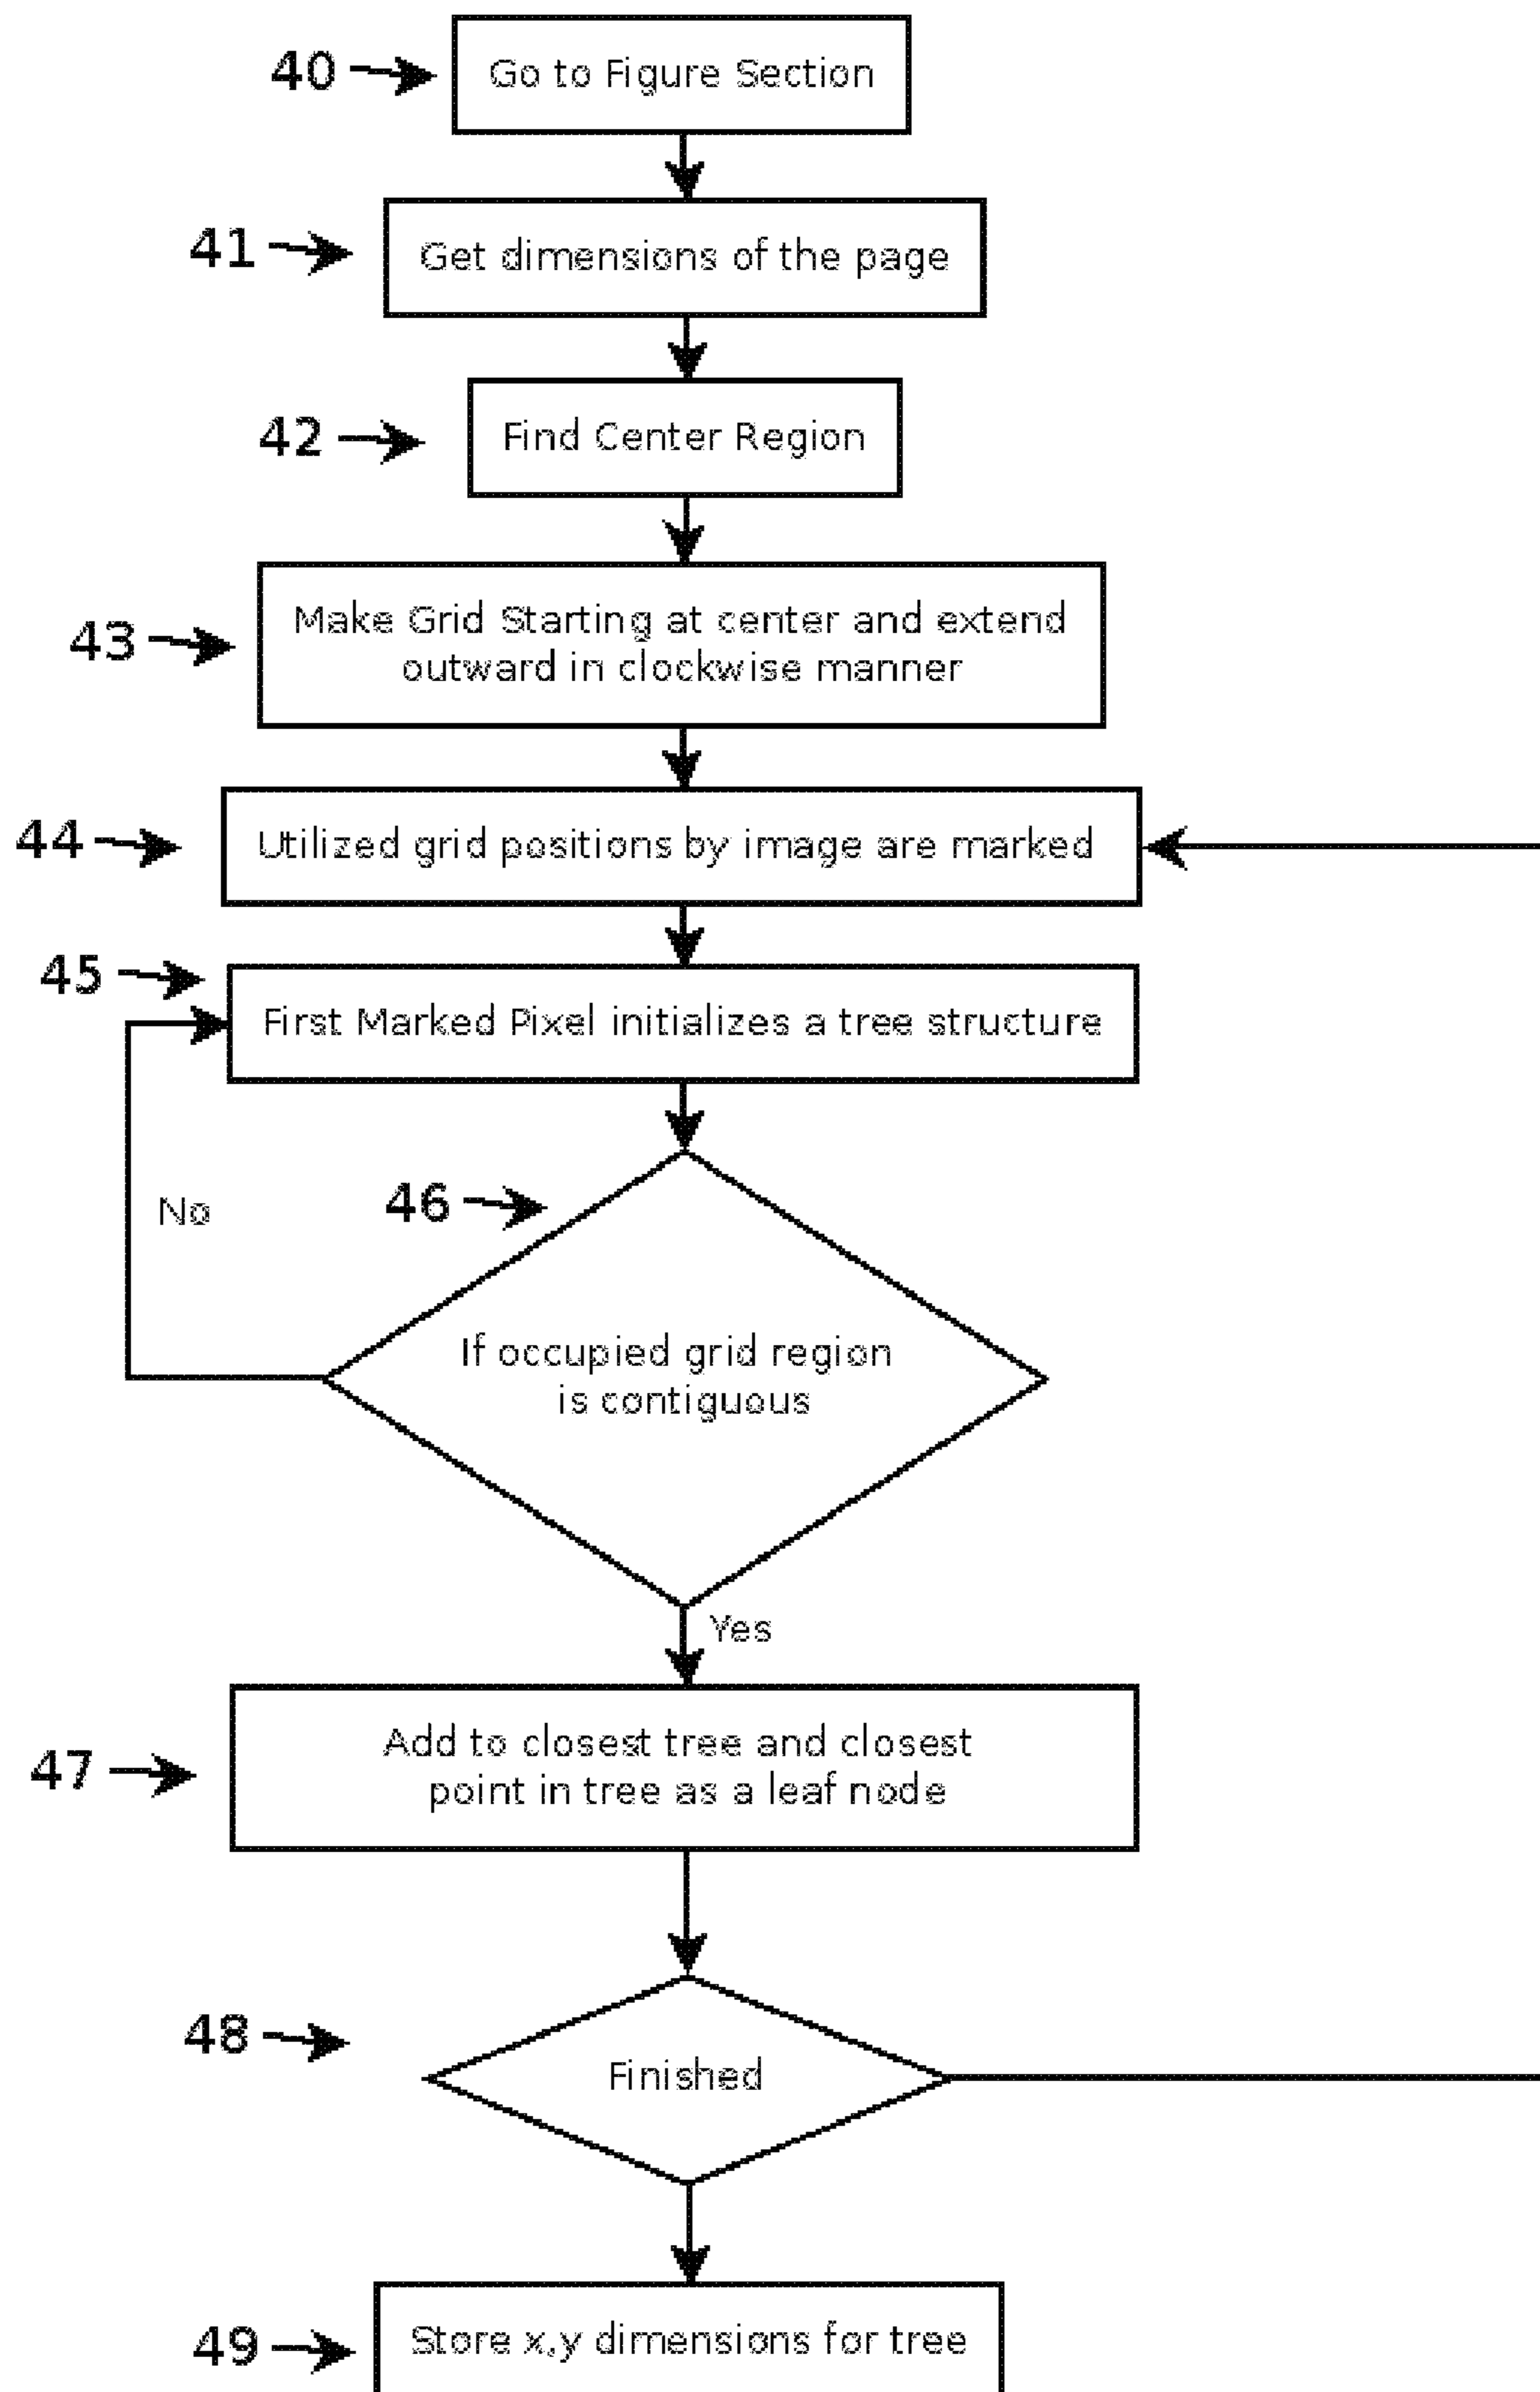 40
Go to Figure Section
41
Get dimensions of the page
42
Find Center Region
43
Make Grid Starting at center and extend
outward in clockwise manner
44
Utilized grid positions by image are marked
45
First Marked Pixel initializes a tree structure
No
46
If occupied grid region
is contiguous
Yes
47
Add to closest tree and closest
point in tree as a leaf node
48
Finished
49
Store x,y dimensions for tree